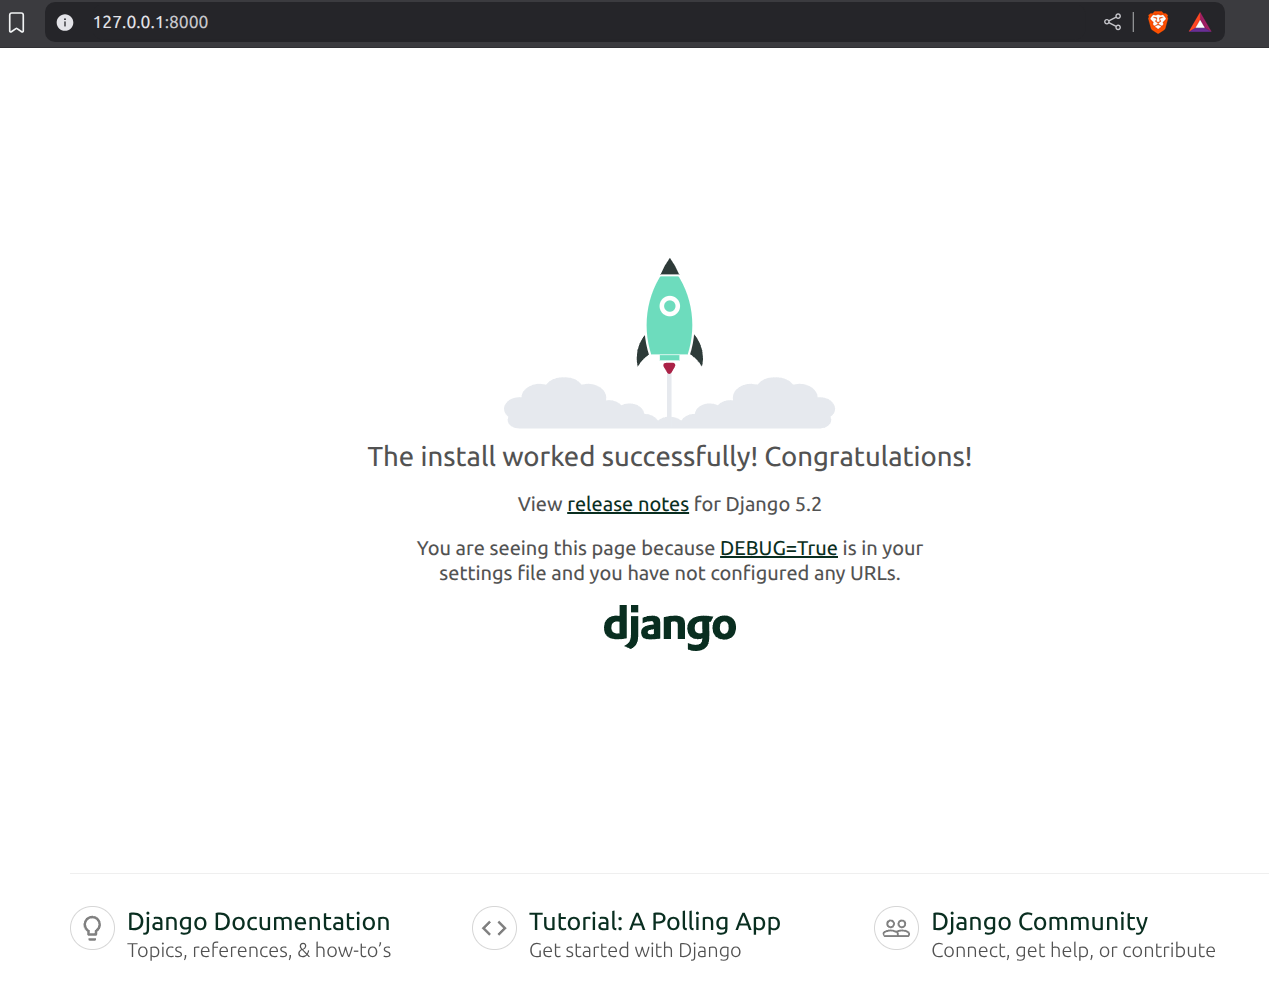 127.0.0.1:8000
The install worked successfully! Congratulations!
View release notes for Django 5.2
You are seeing this page because DEBUG=True is in your
settings file and you have not configured any URLs.
django
Django Documentation
Topics, references, & how-to’s
Tutorial: A Polling App
Get started with Django
Django Community
Connect, get help, or contribute